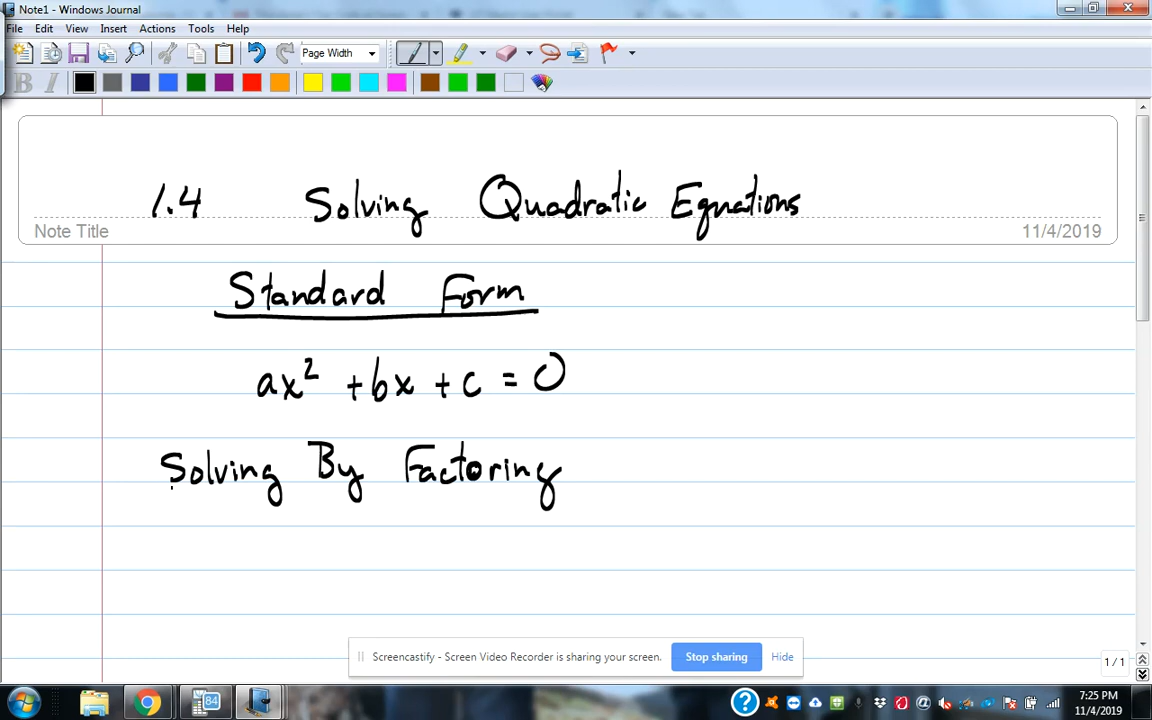 Note1 - Windows Journal
File Edit View Insert Actions Tools Help
Page Width
B I
1.4 Solving Quadratic Equations
Note Title 11/4/2019
Standard Form
ax² + bx + c = 0
Solving By Factoring
Screencastify - Screen Video Recorder is sharing your screen. Stop sharing Hide
1 / 1
84
7:25 PM
11/4/2019